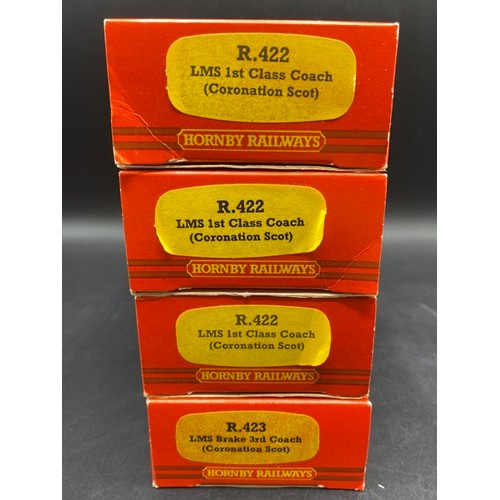 R.422
LMS 1st Class Coach
(Coronation Scot)
HORNBY RAILWAYS
R.422
LMS 1st Class Coach
(Coronation Scot)
HORNBY RAILWAYS
R.422
LMS 1st Class Coach
(Coronation Scot)
HORNBY RAILWAYS
R.423
LMS Brake 3rd Coach
(Coronation Scot)
HORNBY RAILWAYS